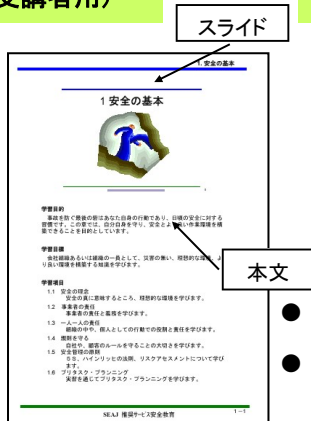 受講者用）
スライド
1. 安全の基本
1 安全の基本
学習目的
事故を防ぐ最後の砦はあなた自身の行動であり、日頃の安全に対する
習慣です。この章では、自分自身を守り、安全とより良い作業環境を構
築できることを目的としています。
学習目標
会社組織あるいは組織の一員として、災害の無い、理想的な環境、よ
り良い環境を構築する知識を学びます。
本文
学習項目
1.1 安全の理念
安全の真に意味するところ、理想的な環境を学びます。
1.2 事業者の責任
事業者の責任と義務を学びます。
1.3 一人一人の責任
組織の中や、個人としての行動での役割と責任を学びます。
1.4 規則を守る
自社や、顧客のルールを守ることの大切さを学びます。
1.5 安全管理の原則
５Ｓ、ハインリッヒの法則、リスクアセスメントについて学び
ます。
1.6 プリタスク・プランニング
実習を通じてプリタスク・プランニングを学びます。
SEAJ 推奨サービス安全教育
1－1